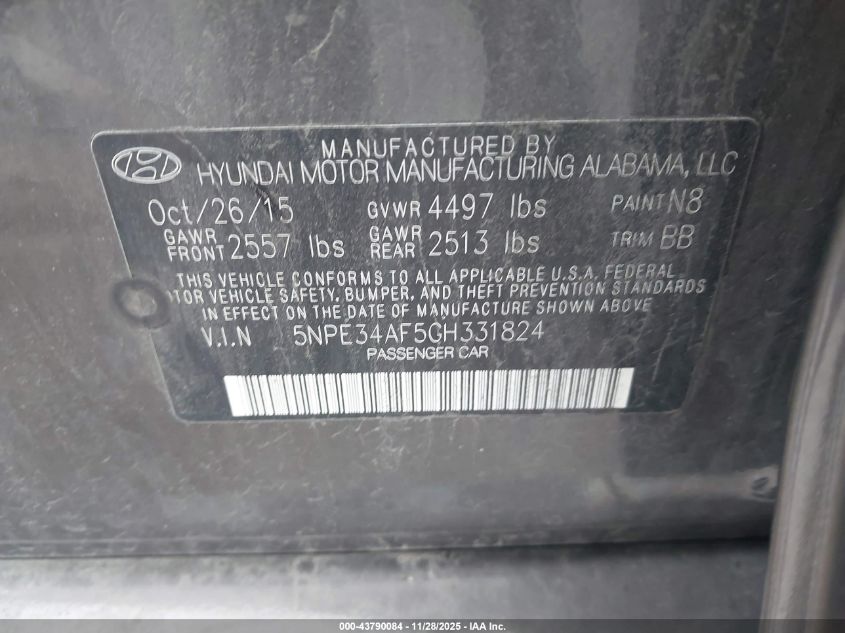 MANUFACTURED BY
HYUNDAI MOTOR MANUFACTURING ALABAMA, LLC
Oct/26/15 GVWR 4497 lbs PAINT N8
GAWR FRONT 2557 lbs GAWR REAR 2513 lbs TRIM BB
THIS VEHICLE CONFORMS TO ALL APPLICABLE U.S.A. FEDERAL
MOTOR VEHICLE SAFETY, BUMPER, AND THEFT PREVENTION STANDARDS
IN EFFECT ON THE DATE OF MANUFACTURE SHOWN ABOVE
V.I.N 5NPE34AF5GH331824
PASSENGER CAR
000-43790084 - 11/28/2025 - IAA Inc.